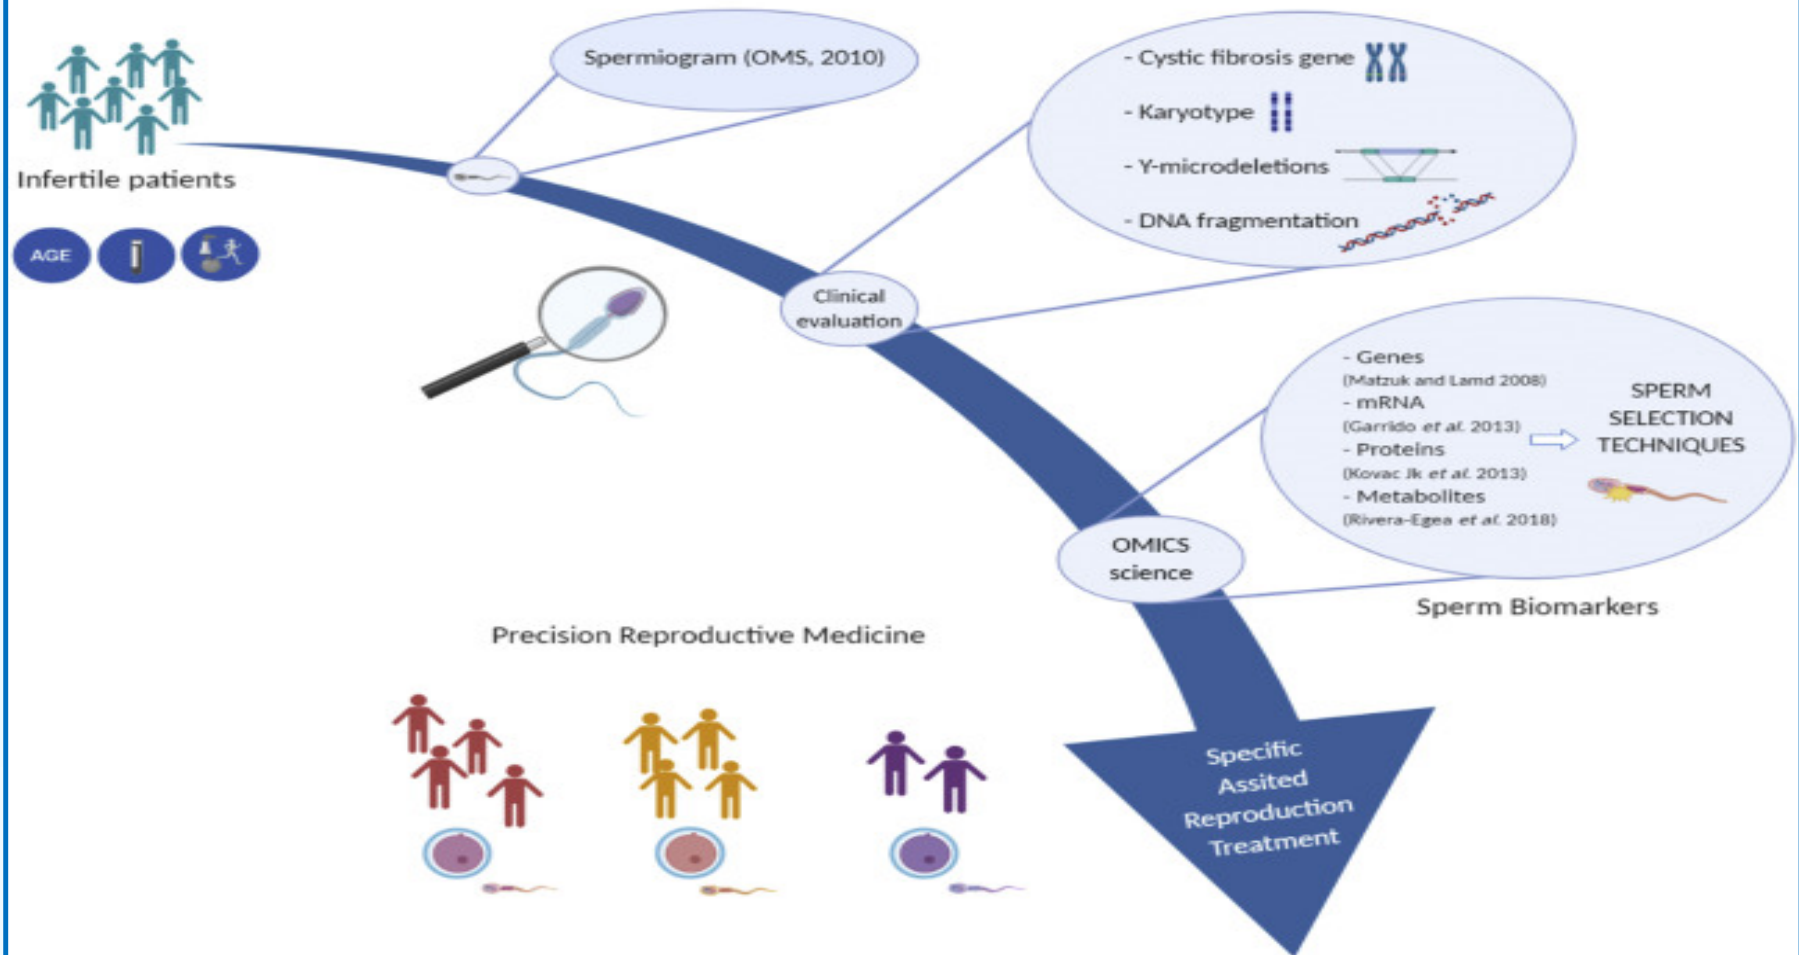 Infertile patients
AGE
Spermiogram (OMS, 2010)
- Cystic fibrosis gene
- Karyotype
- Y-microdeletions
- DNA fragmentation
Clinical
evaluation
- Genes
(Matzuk and Lamd 2008)
- mRNA
(Garrido et al. 2013)
- Proteins
(Kovac Jk et al. 2013)
- Metabolites
(Rivera-Egea et al. 2018)
SPERM
SELECTION
TECHNIQUES
OMICS
science
Sperm Biomarkers
Precision Reproductive Medicine
Specific
Assited
Reproduction
Treatment